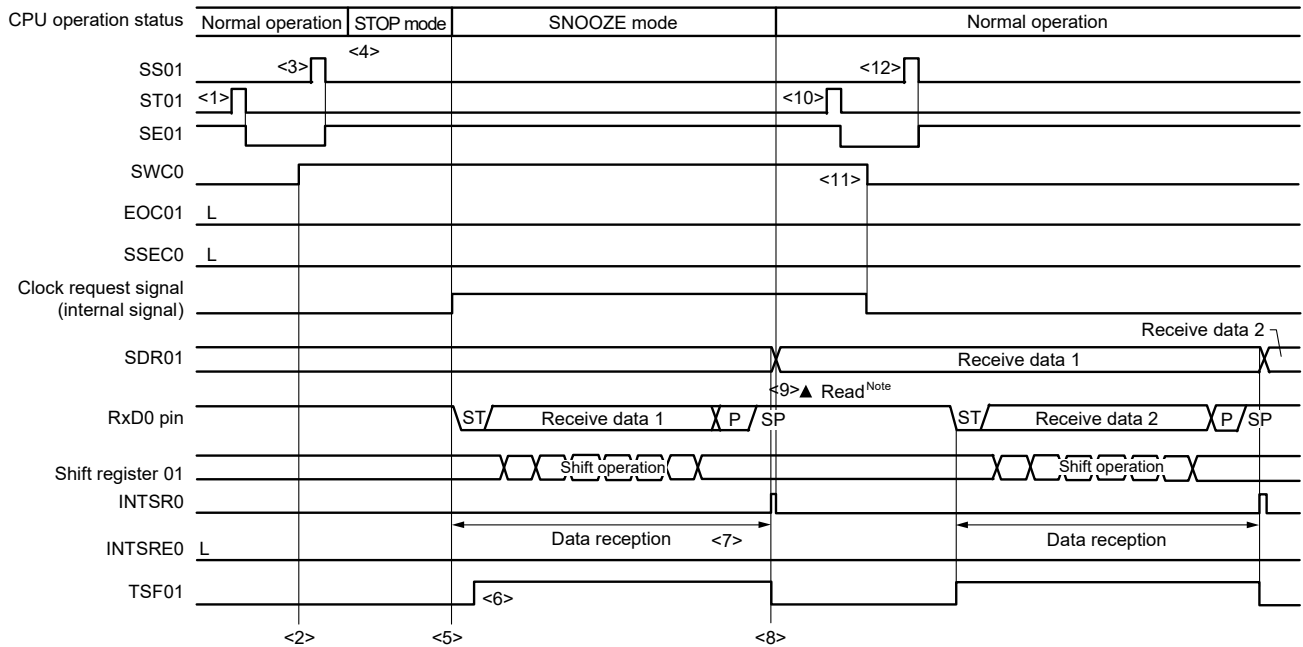 CPU operation status Normal operation STOP mode SNOOZE mode Normal operation
<4>
SS01 <3> <12>
ST01 <1> <10>
SE01
SWC0 <11>
EOC01 L
SSEC0 L
Clock request signal
(internal signal)
Receive data 2
SDR01 Receive data 1
<9>▲ Read Note
RxD0 pin ST Receive data 1 P SP ST Receive data 2 P SP
Shift register 01 Shift operation Shift operation
INTSR0
Data reception <7> Data reception
INTSRE0 L
TSF01 <6>
<2> <5> <8>